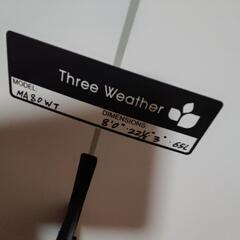 Three Weather
MODEL:
MA80WT
DIMENSIONS
8'0" · 22¼" 3" · 65L